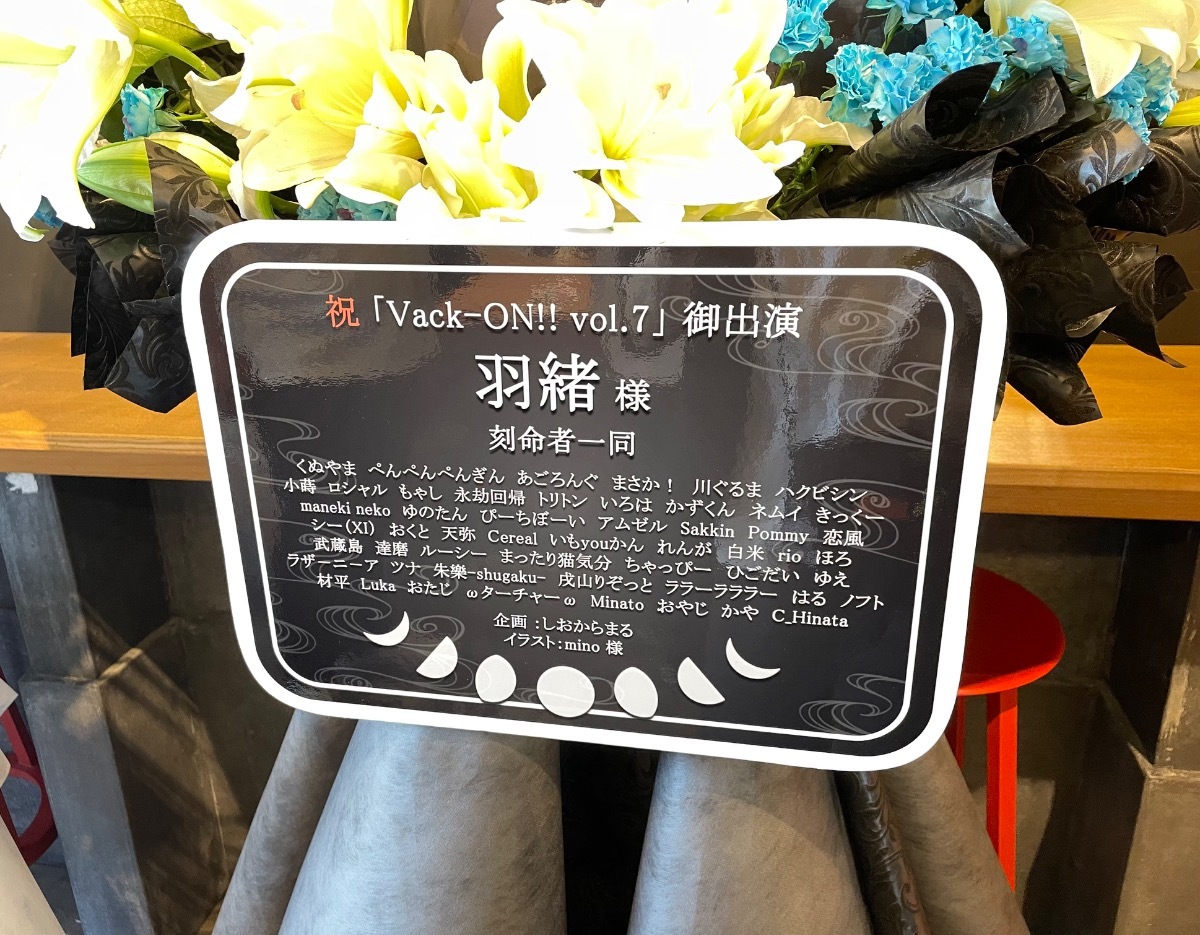 祝「Vack-ON!! vol.7」御出演
羽緒 様
刻命者一同
くぬやま ぺんぺんぺんぎん あごろんぐ まさか！ 川ぐるま ハクビシン
小蒔 ロシャル もゃし 永劫回帰 トリトン いろは かずくん ネムイ きっくー
maneki neko ゆのたん ぴーちぼーい アムゼル Sakkin Pommy 恋風
シー(XI) おくと 天弥 Cereal いもyouかん れんが 白米 rio ほろ
武蔵島 達磨 ルーシー まったり猫気分 ちゃっぴー ひごだい ゆえ
ラザーニーア ツナ 朱樂-shugaku- 戌山りぞっと ララーラララー はる ノフト
材平 Luka おたじ ωターチャーω Minato おやじ かや C_Hinata
企画：しおからまる
イラスト：mino 様